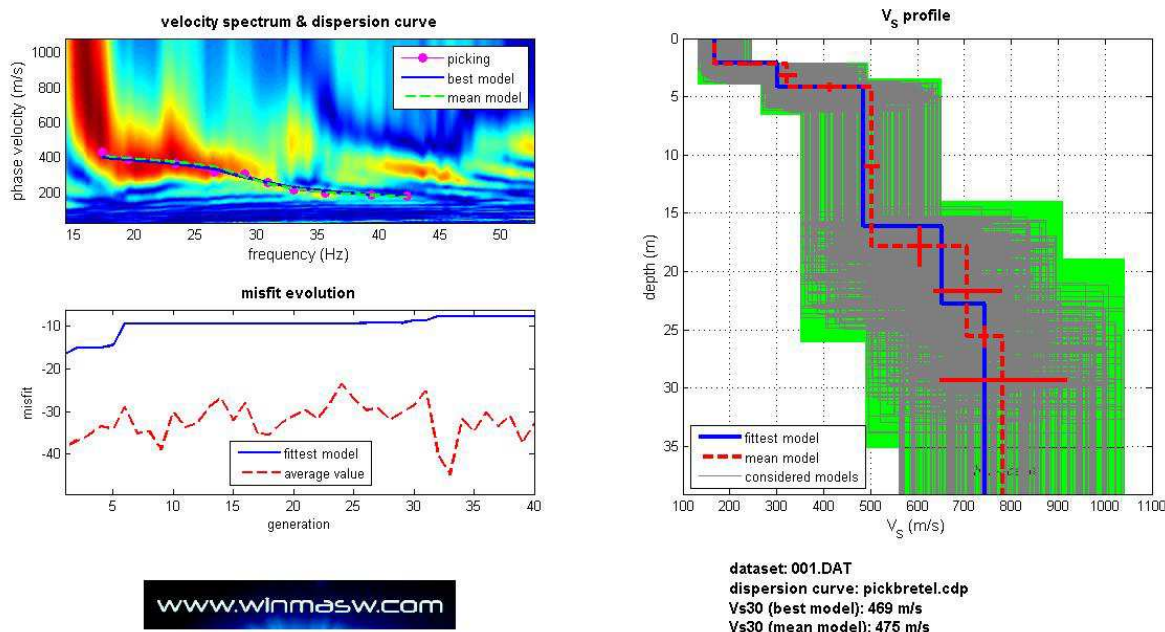 velocity spectrum & dispersion curve
1000
800
600
400
200
phase velocity (m/s)
picking
best model
mean model
15 20 25 30 35 40 45 50
frequency (Hz)
misfit evolution
-10
-20
-30
-40
misfit
fittest model
average value
5 10 15 20 25 30 35 40
generation
www.winmasw.com
VS profile
0
5
10
15
20
25
30
35
depth (m)
fittest model
mean model
considered models
100 200 300 400 500 600 700 800 900 1000 1100
VS (m/s)
dataset: 001.DAT
dispersion curve: pickbretel.cdp
Vs30 (best model): 469 m/s
Vs30 (mean model): 475 m/s